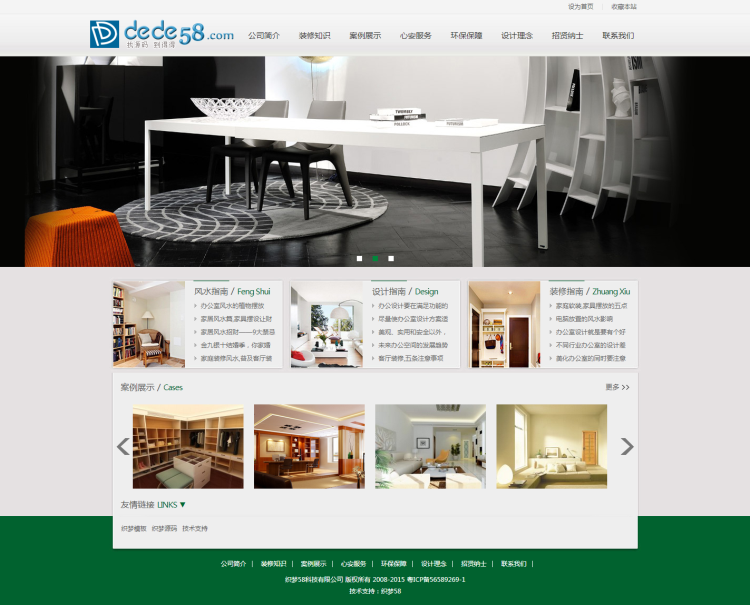 设为首页 | 收藏本站
dede58.com
找源码 到得得
公司简介 装修知识 案例展示 心安服务 环保保障 设计理念 招贤纳士 联系我们
风水指南 / Feng Shui
办公室风水的植物摆放
家居风水篇,家具摆设让财
家居风水招财——9大禁忌
金九银十结婚季，你家婚
家庭装修风水,普及客厅装
设计指南 / Design
办公设计要在满足功能的
尽量使办公室设计方案适
美观、实用和安全以外，
未来办公空间的发展趋势
客厅装修,五条注意事项
装修指南 / Zhuang Xiu
家庭软装,家具摆放的五点
电脑放置的风水影响
办公室设计就是要有个好
不同行业办公室的设计是
美化办公室的同时要注意
案例展示 / Cases
更多 >>
友情链接 LINKS ▼
织梦模板 织梦源码 技术支持
公司简介 | 装修知识 | 案例展示 | 心安服务 | 环保保障 | 设计理念 | 招贤纳士 | 联系我们 |
织梦58科技有限公司 版权所有 2008-2015 粤ICP备56589269-1
技术支持：织梦58